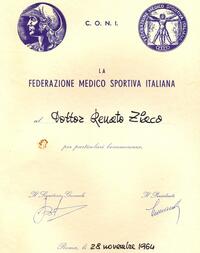 C. O. N. I.
LA
FEDERAZIONE MEDICO SPORTIVA ITALIANA
al Dottor Renato Zleco
per particolari benemerenze.
Il Segretario Generale
Il Presidente
Roma, li 28 novembre 1964